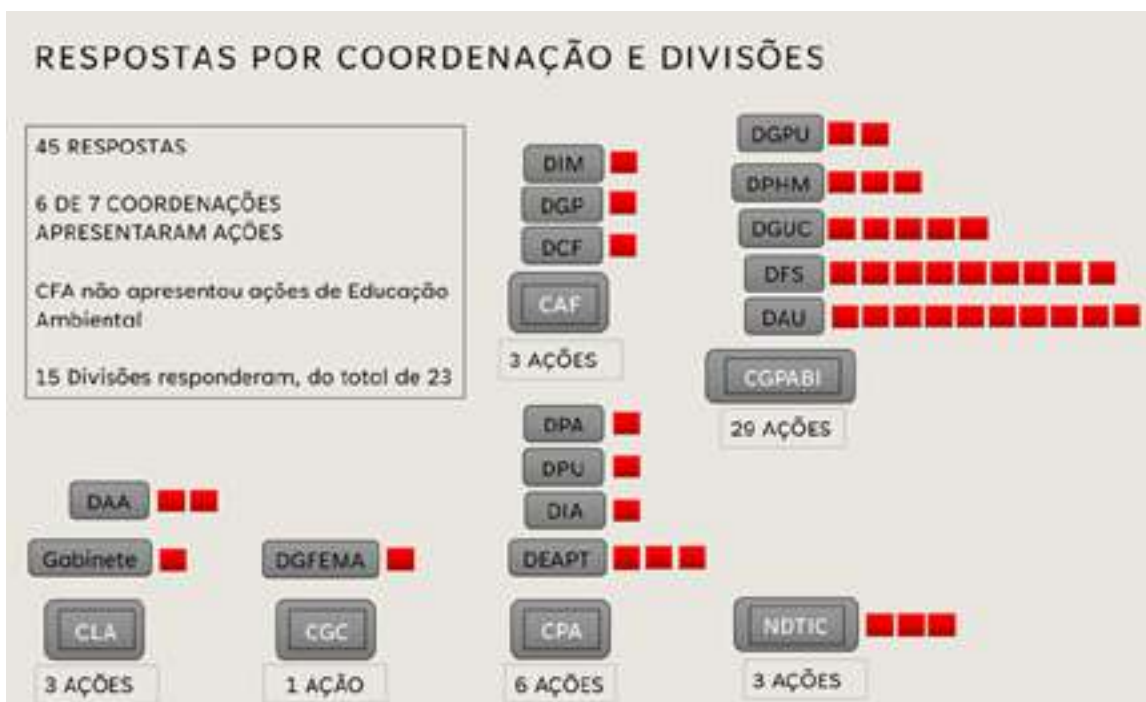 RESPOSTAS POR COORDENAÇÃO E DIVISÕES
45 RESPOSTAS
6 DE 7 COORDENAÇÕES
APRESENTARAM AÇÕES
CFA não apresentou ações de Educação
Ambiental
15 Divisões responderam, do total de 23
DIM
DGP
DCF
CAF
3 AÇÕES
DGPU
DPHM
DGUC
DFS
DAU
CGPABI
29 AÇÕES
DAA
Gabinete
CLA
3 AÇÕES
DGFEMA
CGC
1 AÇÃO
DPA
DPU
DIA
DEAPT
CPA
6 AÇÕES
NDTIC
3 AÇÕES